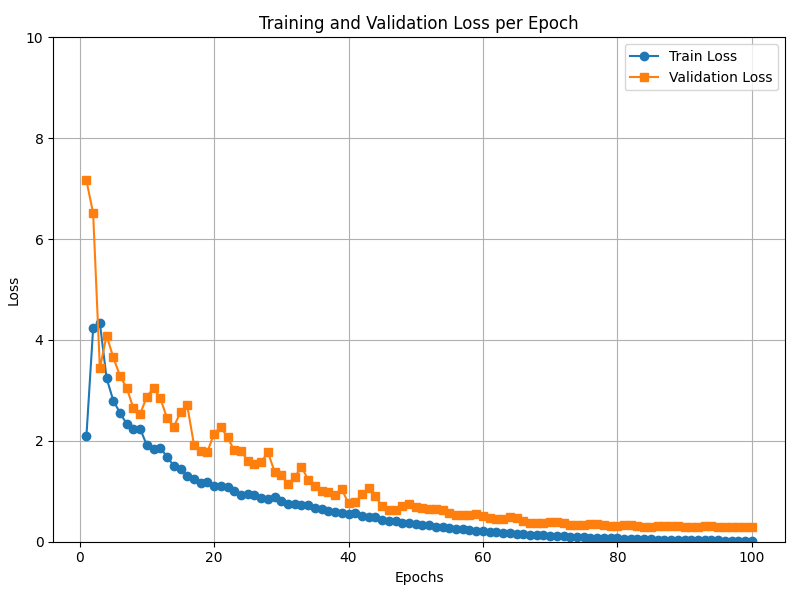 Training and Validation Loss per Epoch
Train Loss
Validation Loss
Loss
10
8
6
4
2
0
0 20 40 60 80 100
Epochs